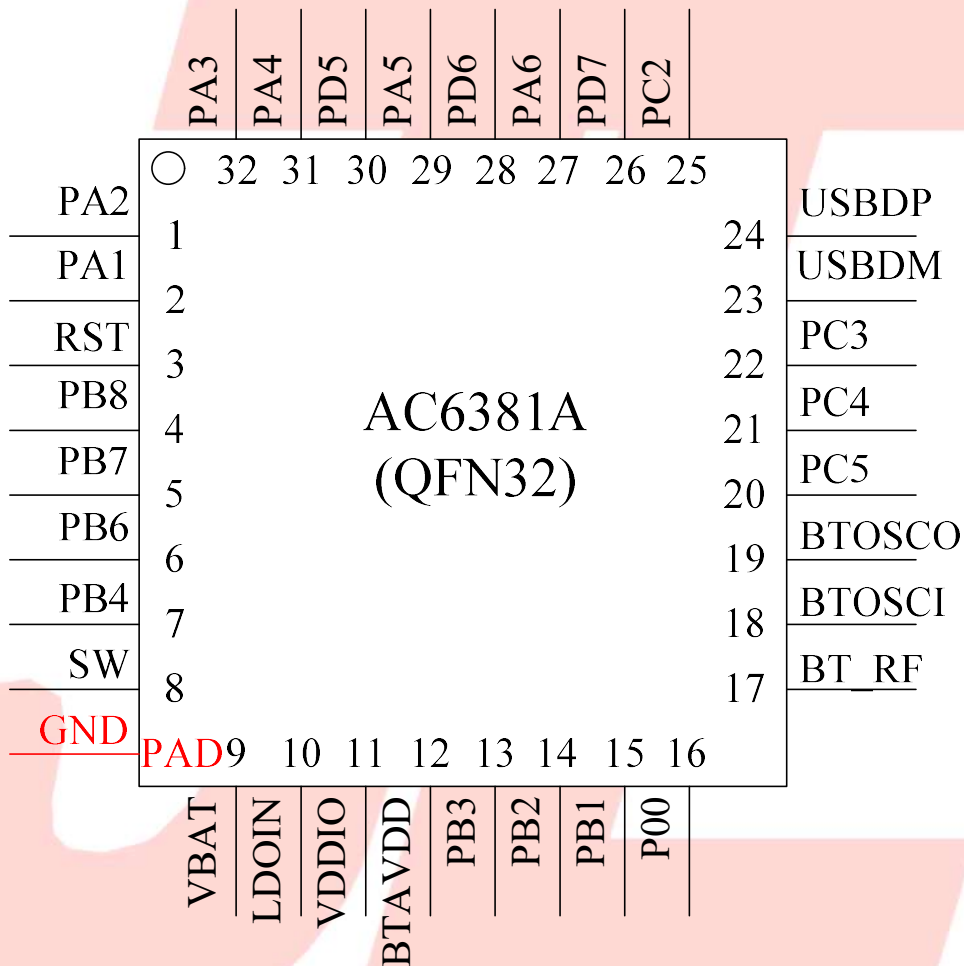 PA3 PA4 PD5 PA5 PD6 PA6 PD7 PC2
32 31 30 29 28 27 26 25
PA2 1
PA1 2
RST 3
PB8 4
PB7 5
PB6 6
PB4 7
SW 8
GND PAD
AC6381A
(QFN32)
24 USBDP
23 USBDM
22 PC3
21 PC4
20 PC5
19 BTOSCO
18 BTOSCI
17 BT_RF
9 10 11 12 13 14 15 16
VBAT LDOIN VDDIO BTAVDD PB3 PB2 PB1 P00